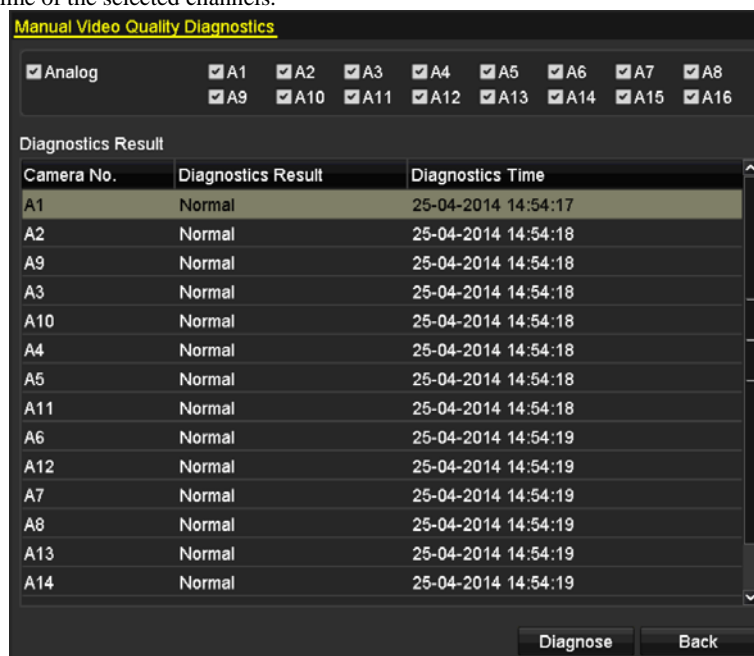 me of the selected channels.
Manual Video Quality Diagnostics
Analog A1 A2 A3 A4 A5 A6 A7 A8
A9 A10 A11 A12 A13 A14 A15 A16
Diagnostics Result
Camera No. Diagnostics Result Diagnostics Time
A1 Normal 25-04-2014 14:54:17
A2 Normal 25-04-2014 14:54:18
A9 Normal 25-04-2014 14:54:18
A3 Normal 25-04-2014 14:54:18
A10 Normal 25-04-2014 14:54:18
A4 Normal 25-04-2014 14:54:18
A5 Normal 25-04-2014 14:54:18
A11 Normal 25-04-2014 14:54:18
A6 Normal 25-04-2014 14:54:19
A12 Normal 25-04-2014 14:54:19
A7 Normal 25-04-2014 14:54:19
A8 Normal 25-04-2014 14:54:19
A13 Normal 25-04-2014 14:54:19
A14 Normal 25-04-2014 14:54:19
Diagnose Back